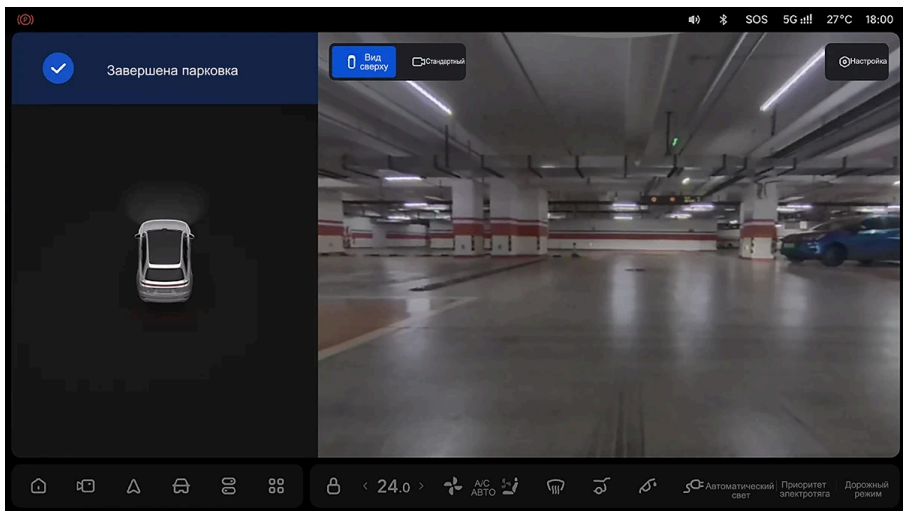 (P) SOS 5G 27°C 18:00
Завершена парковка
Вид
сверху
Стандартный
Настройка
24.0
A/C
АВТО
Автоматический
свет
Приоритет
электротяга
Дорожный
режим